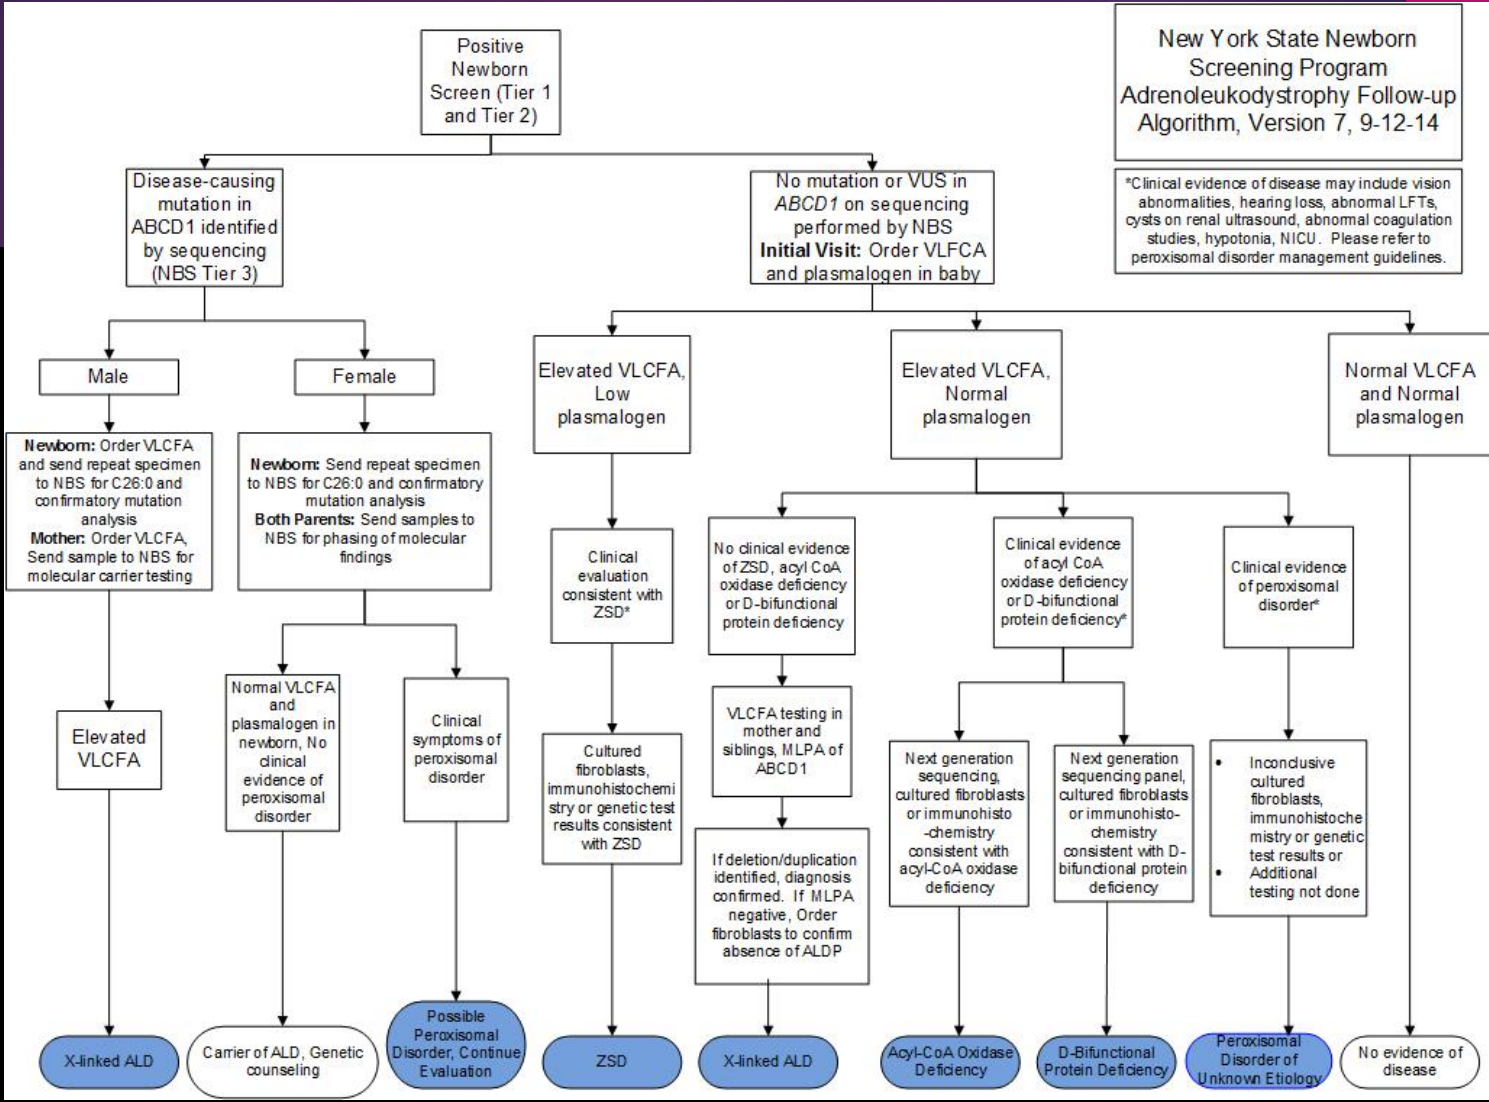 Positive
Newborn
Screen (Tier 1
and Tier 2)
New York State Newborn
Screening Program
Adrenoleukodystrophy Follow-up
Algorithm, Version 7, 9-12-14
*Clinical evidence of disease may include vision
abnormalities, hearing loss, abnormal LFTs,
cysts on renal ultrasound, abnormal coagulation
studies, hypotonia, NICU. Please refer to
peroxisomal disorder management guidelines.
Disease-causing
mutation in
ABCD1 identified
by sequencing
(NBS Tier 3)
No mutation or VUS in
ABCD1 on sequencing
performed by NBS
Initial Visit: Order VLFCA
and plasmalogen in baby
Male
Female
Elevated VLCFA,
Low
plasmalogen
Elevated VLCFA,
Normal
plasmalogen
Normal VLCFA
and Normal
plasmalogen
Newborn: Order VLCFA
and send repeat specimen
to NBS for C26:0 and
confirmatory mutation
analysis
Mother: Order VLCFA,
Send sample to NBS for
molecular carrier testing
Newborn: Send repeat specimen
to NBS for C26:0 and confirmatory
mutation analysis
Both Parents: Send samples to
NBS for phasing of molecular
findings
Clinical
evaluation
consistent with
ZSD*
No clinical evidence
of ZSD, acyl CoA
oxidase deficiency
or D-bifunctional
protein deficiency
Clinical evidence
of acyl CoA
oxidase deficiency
or D-bifunctional
protein deficiency*
Clinical evidence
of peroxisomal
disorder*
Elevated
VLCFA
Normal VLCFA
and
plasmalogen in
newborn, No
clinical
evidence of
peroxisomal
disorder
Clinical
symptoms of
peroxisomal
disorder
Cultured
fibroblasts,
immunohistochemi
stry or genetic test
results consistent
with ZSD
VLCFA testing in
mother and
siblings, MLPA of
ABCD1
If deletion/duplication
identified, diagnosis
confirmed. If MLPA
negative, Order
fibroblasts to confirm
absence of ALDP
Next generation
sequencing,
cultured fibroblasts
or immunohisto
-chemistry
consistent with
acyl-CoA oxidase
deficiency
Next generation
sequencing panel,
cultured fibroblasts
or immunohisto-
chemistry
consistent with D-
bifunctional protein
deficiency
• Inconclusive
cultured
fibroblasts,
immunohistoche
mistry or genetic
test results or
• Additional
testing not done
X-linked ALD
Carrier of ALD, Genetic
counseling
Possible
Peroxisomal
Disorder, Continue
Evaluation
ZSD
X-linked ALD
Acyl-CoA Oxidase
Deficiency
D-Bifunctional
Protein Deficiency
Peroxisomal
Disorder of
Unknown Etiology
No evidence of
disease